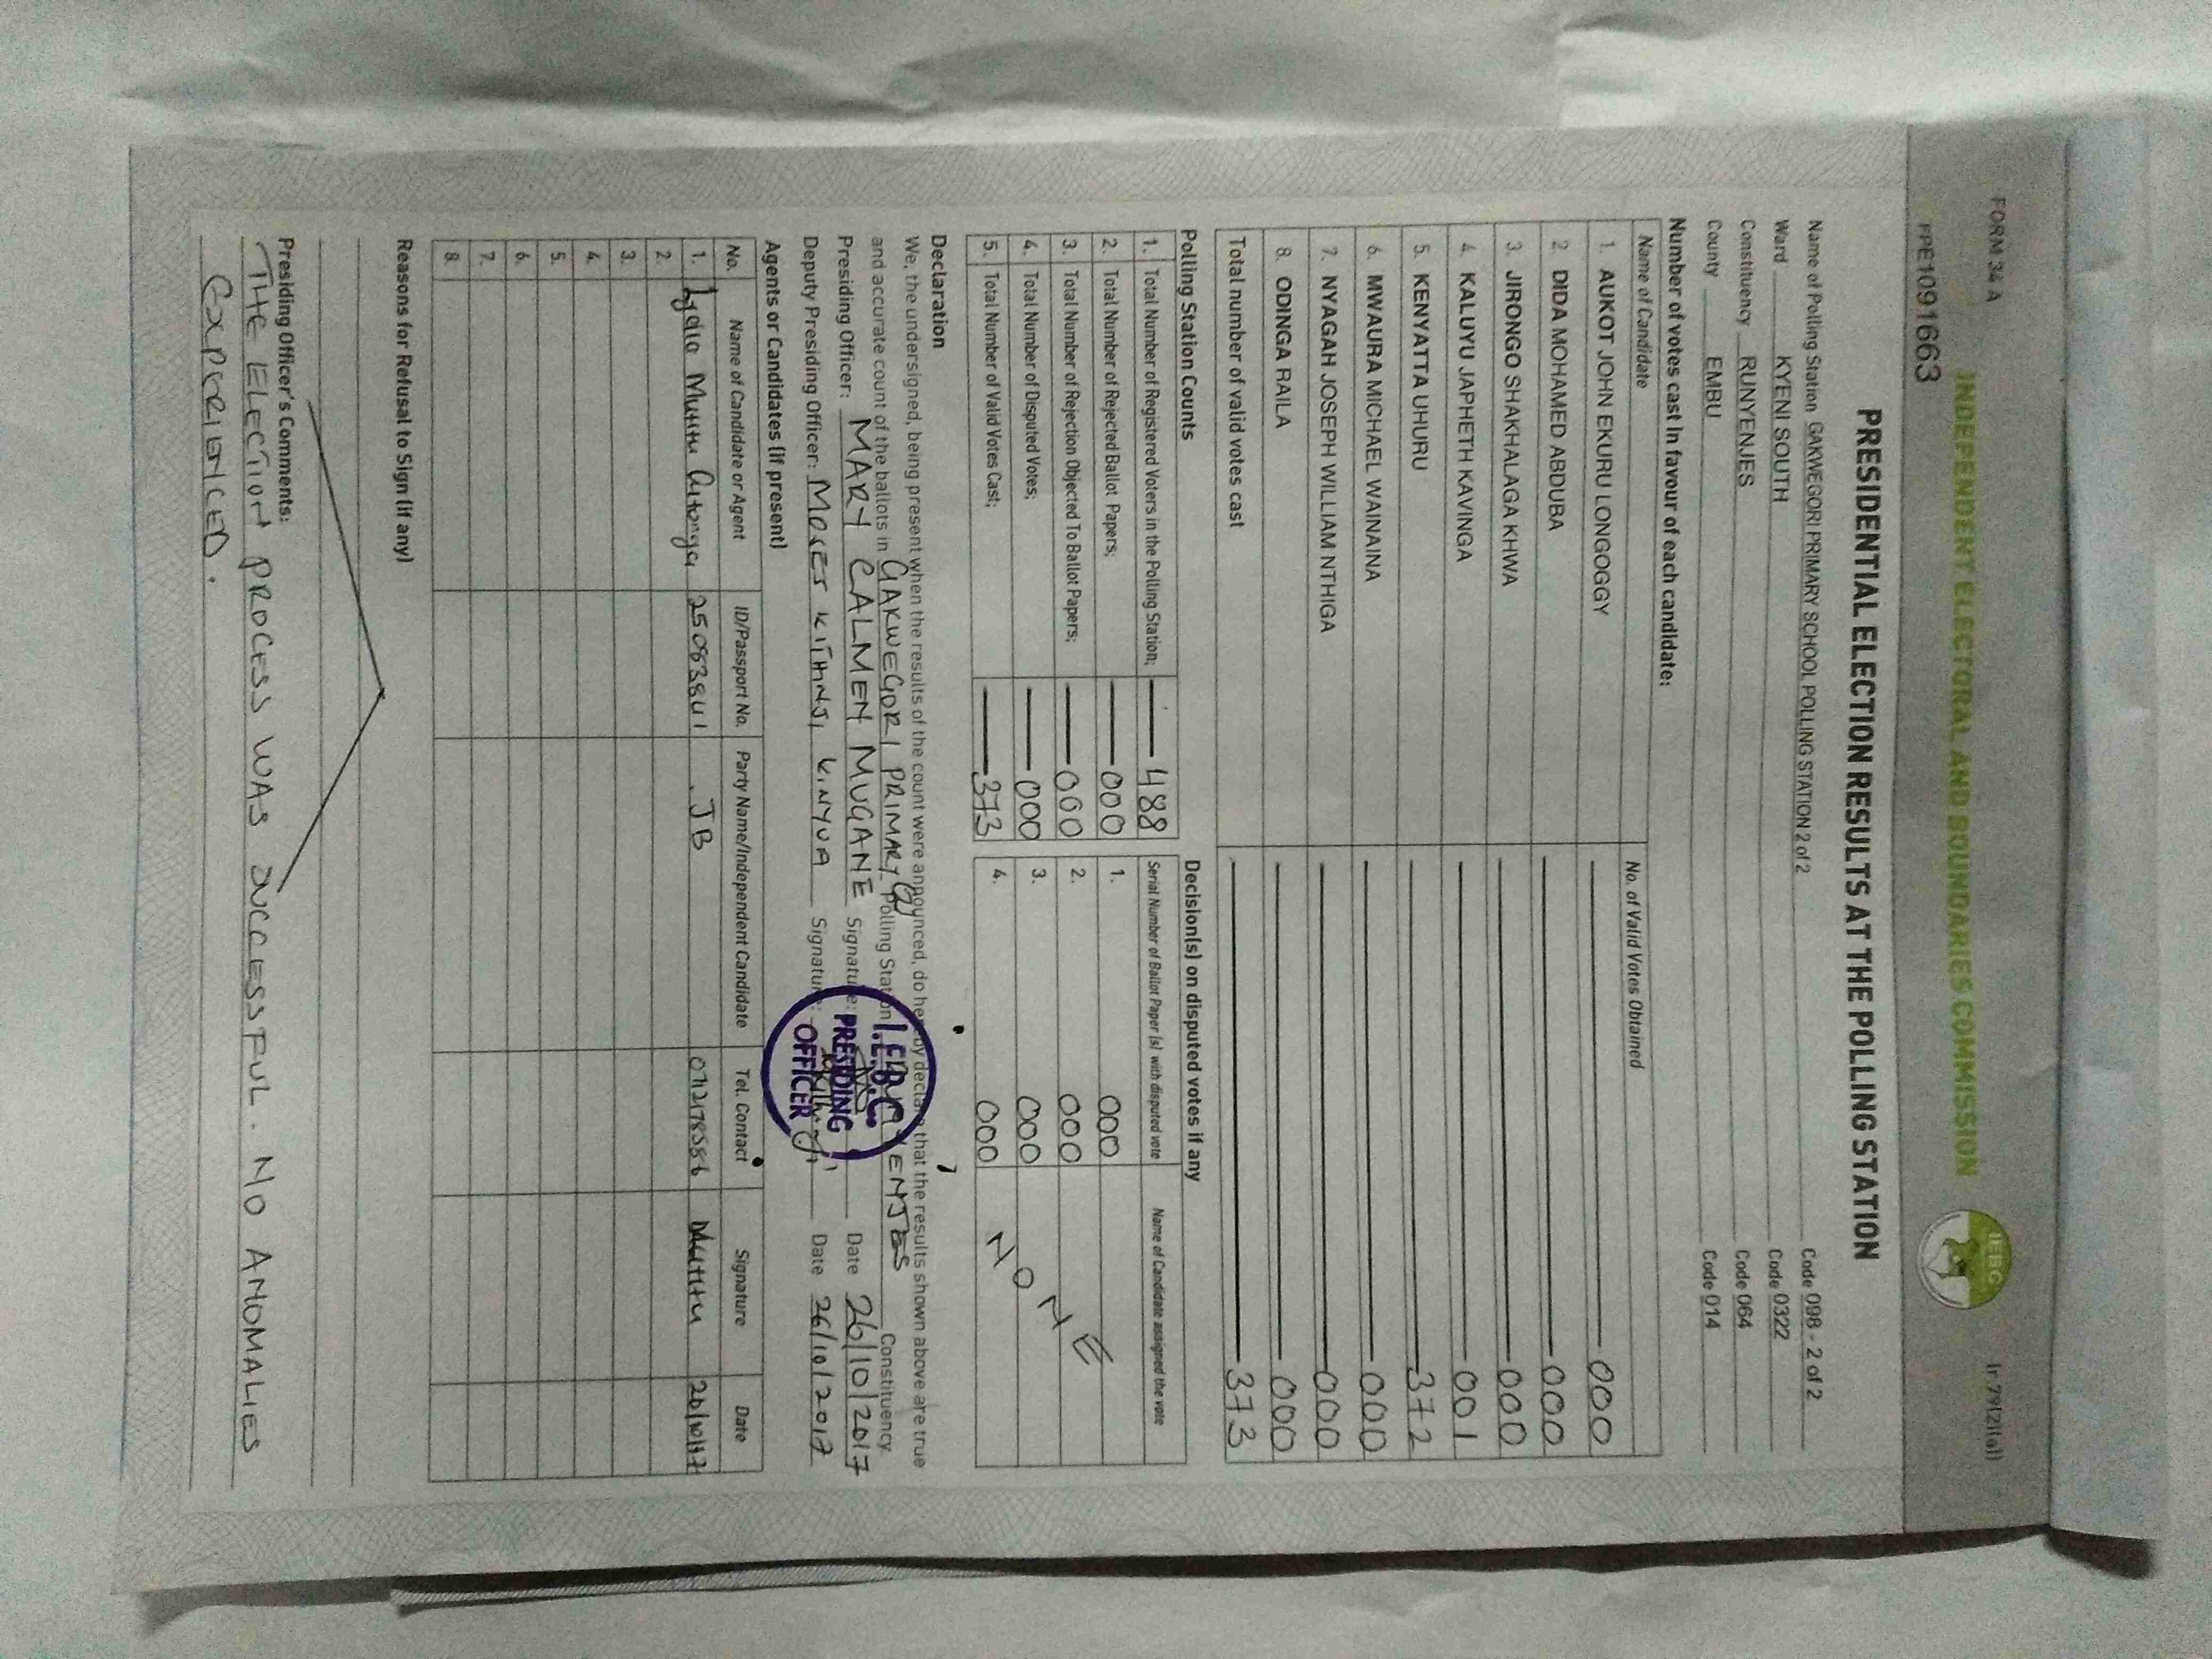 FORM 34 A
Ir 79(2)(a)
INDEPENDENT ELECTORAL AND BOUNDARIES COMMISSION
IEBC
PPE109 1663
PRESIDENTIAL ELECTION RESULTS AT THE POLLING STATION
Name of Polling Station GAKWEGORI PRIMARY SCHOOL POLLING STATION 2 of 2 Code 098 - 2 of 2
Ward KYENI SOUTH Code 0322
Constituency RUNYENJES Code 064
County EMBU Code 014
Number of votes cast in favour of each candidate:
Name of Candidate No. of Valid Votes Obtained
1. AUKOT JOHN EKURU LONGOGGY 000
2. DIDA MOHAMED ABDUBA 000
3. JIRONGO SHAKHALAGA KHWA 000
4. KALUYU JAPHETH KAVINGA 001
5. KENYATTA UHURU 372
6. MWAURA MICHAEL WAINAINA 000
7. NYAGAH JOSEPH WILLIAM NTHIGA 000
8. ODINGA RAILA 000
Total number of valid votes cast 373
Polling Station Counts
1. Total Number of Registered Voters in the Polling Station; 488
2. Total Number of Rejected Ballot Papers; 000
3. Total Number of Rejection Objected To Ballot Papers; 000
4. Total Number of Disputed Votes; 000
5. Total Number of Valid Votes Cast; 373
Decision(s) on disputed votes if any
Serial Number of Ballot Paper (s) with disputed vote Name of Candidate assigned the vote
1. 000
2. 000
3. 000
4. 000
NONE
Declaration
We, the undersigned, being present when the results of the count were announced, do hereby declare that the results shown above are true
and accurate count of the ballots in GAKWEGORI PRIMARY Polling Station Constituency.
Presiding Officer: MARY CALMEN MUGANE Signature: Date 26/10/2017
Deputy Presiding Officer: MOSES KITHINJI KINYUA Signature: Date 26/10/2017
I.E.B.C.
PRESIDING
OFFICER
Agents or Candidates (if present)
No. Name of Candidate or Agent ID/Passport No. Party Name/Independent Candidate Tel. Contact Signature Date
1. Lydia Muthu JB 26/10/17
2.
3.
4.
5.
6.
7.
8.
Reasons for Refusal to Sign (if any)
Presiding Officer's Comments:
THE ELECTION PROCESS WAS SUCCESSFUL. NO ANOMALIES
EXPERIENCED.